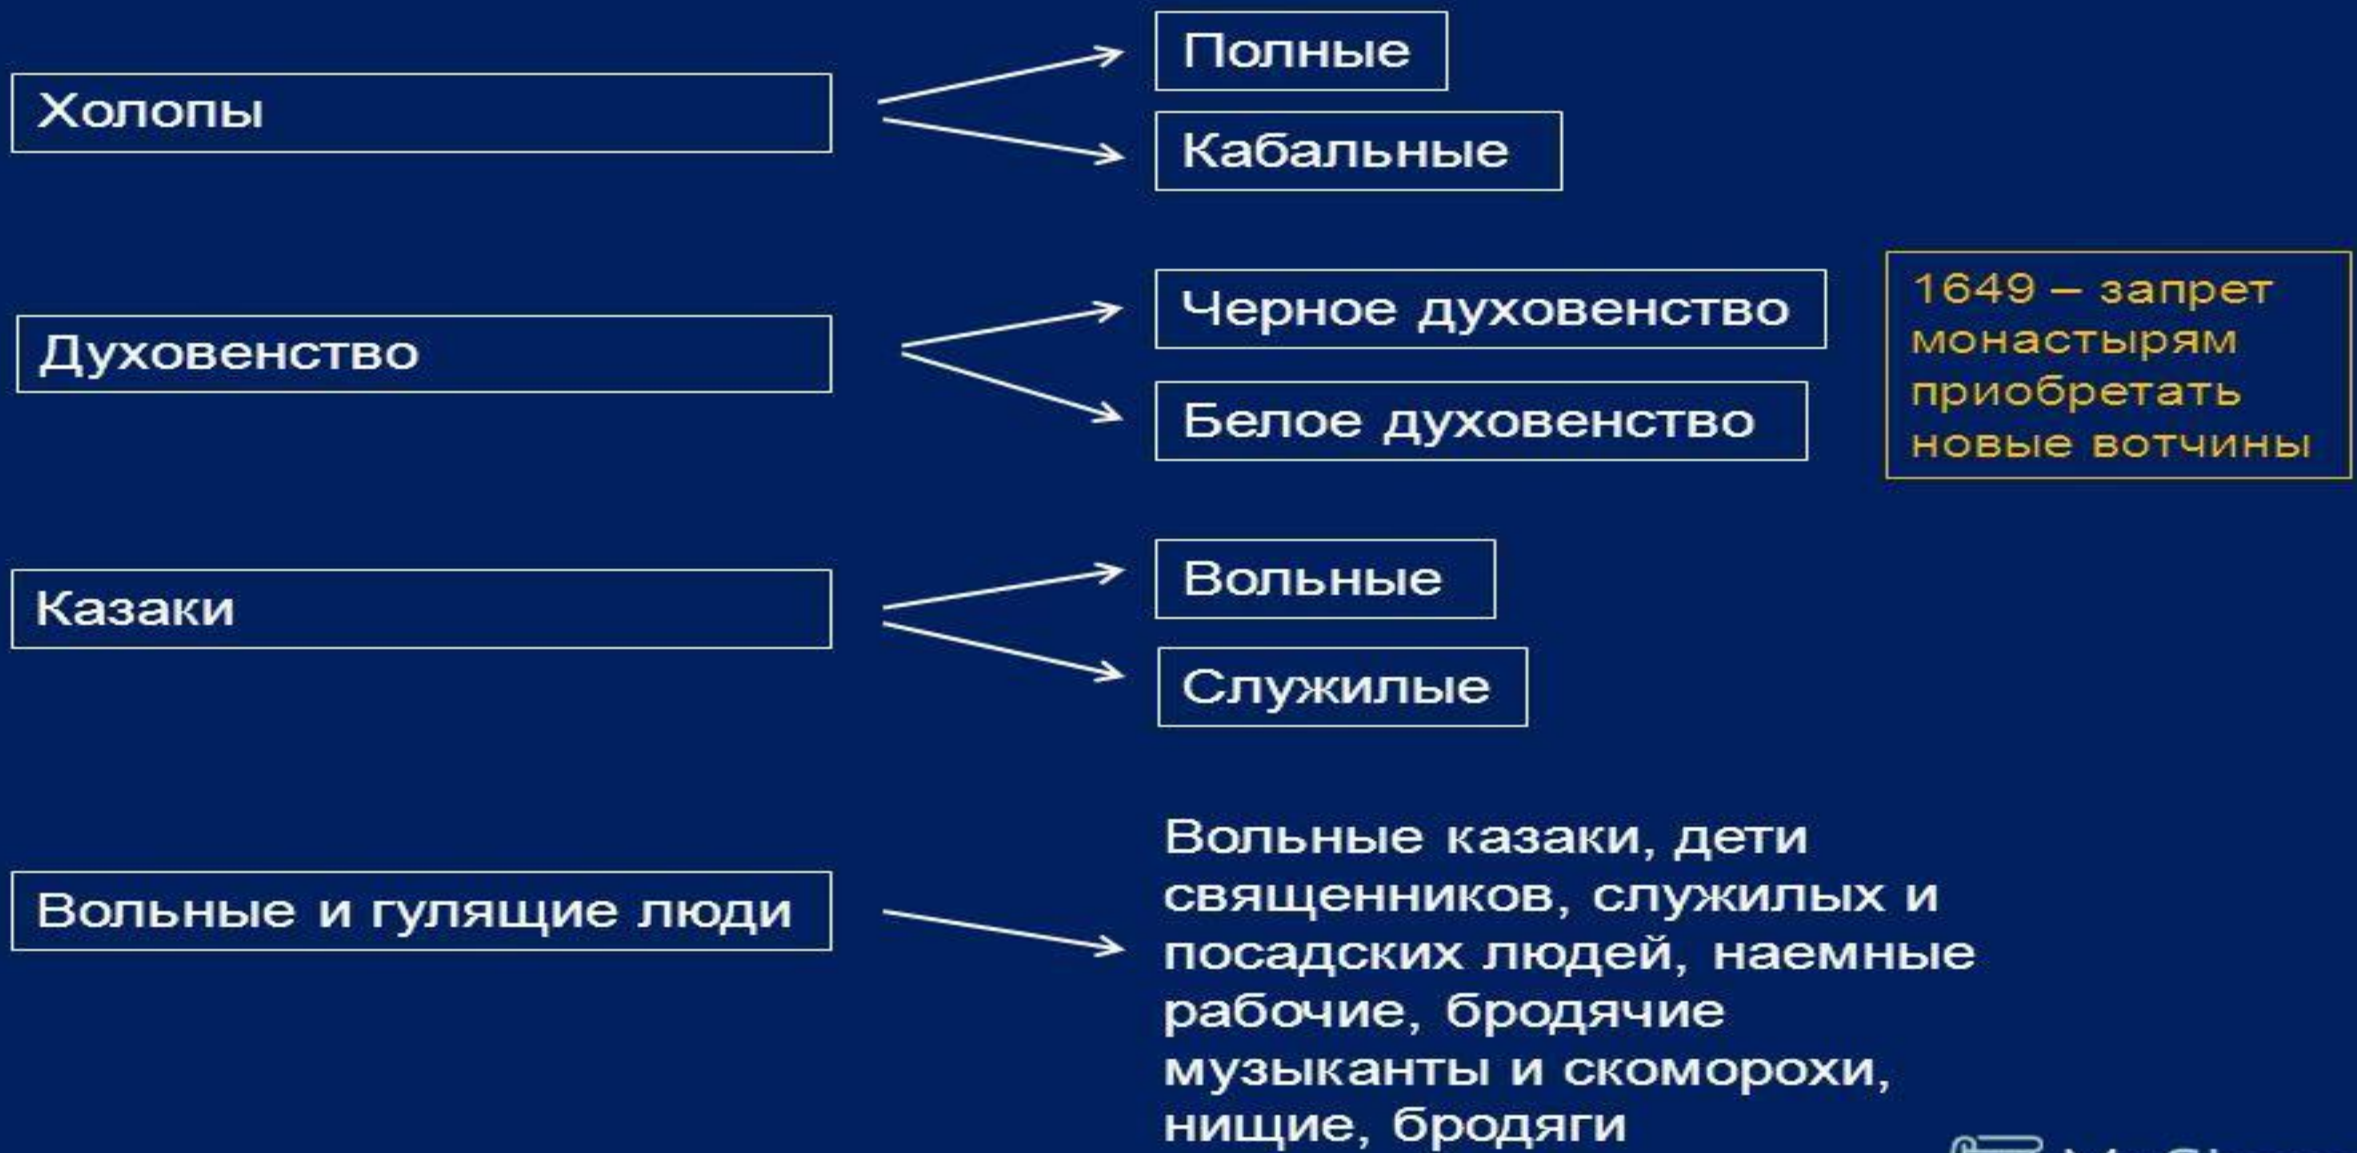 Холопы
Полные
Кабальные
Духовенство
Черное духовенство
Белое духовенство
1649 – запрет
монастырям
приобретать
новые вотчины
Казаки
Вольные
Служилые
Вольные и гулящие люди
Вольные казаки, дети
священников, служилых и
посадских людей, наемные
рабочие, бродячие
музыканты и скоморохи,
нищие, бродяги